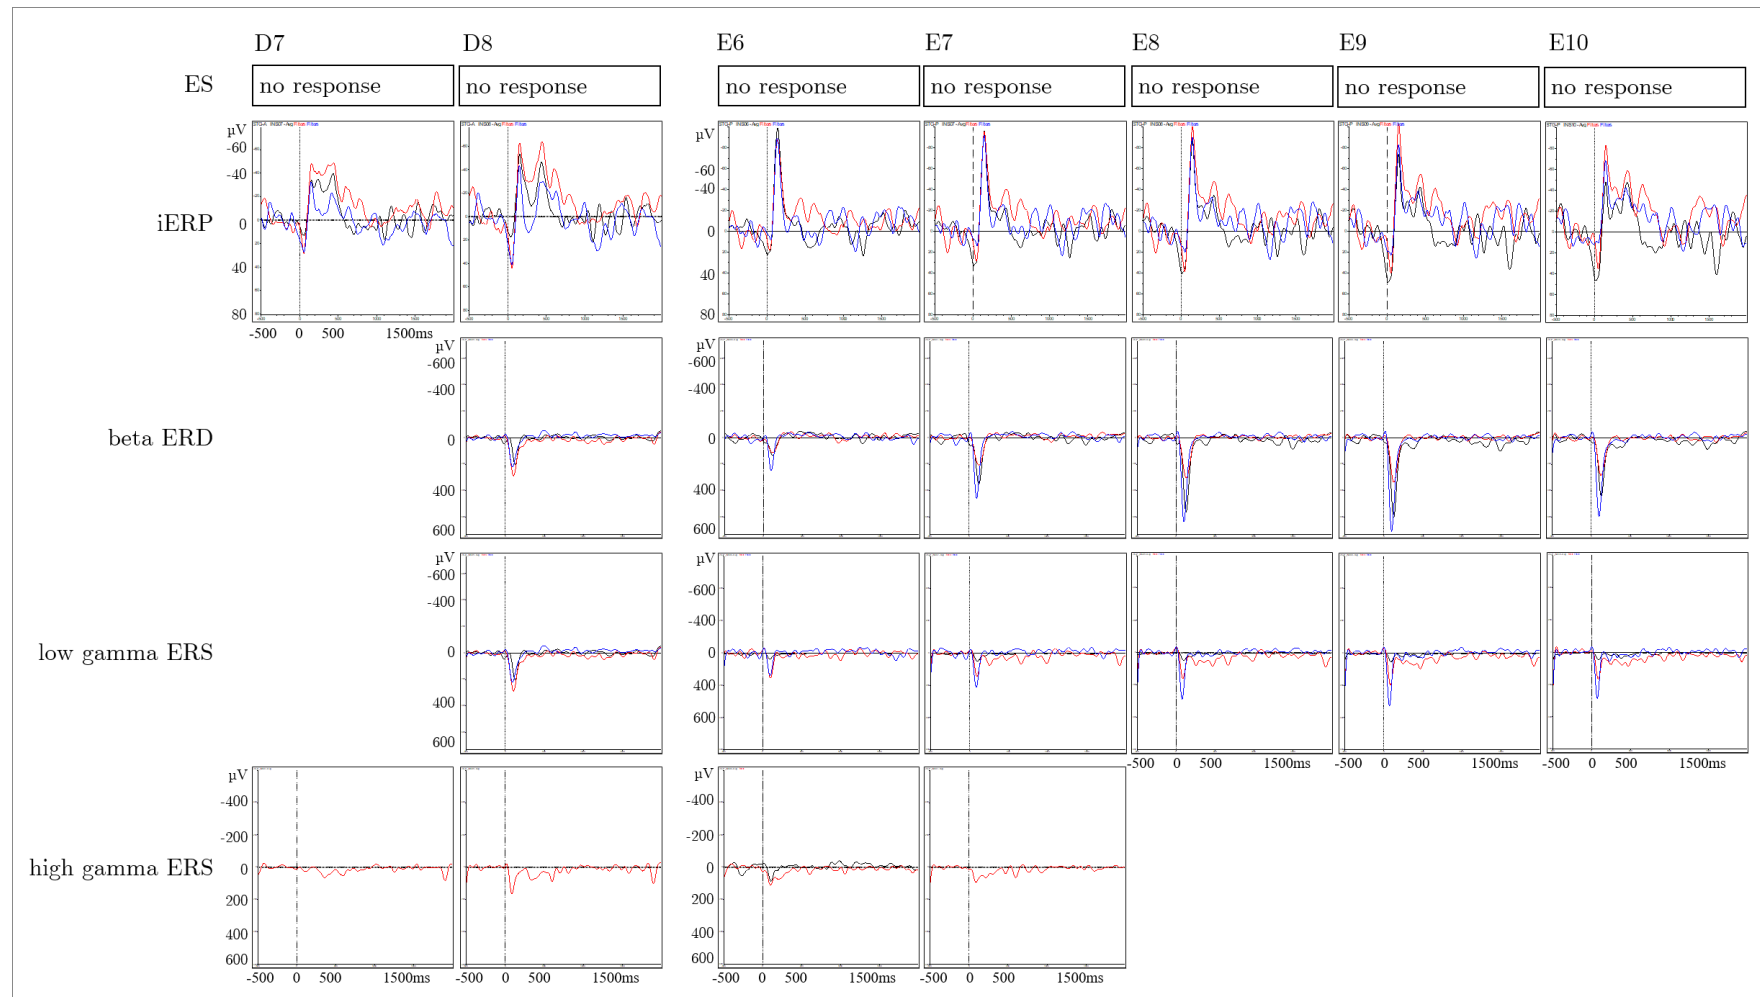 D7 D8 E6 E7 E8 E9 E10
ES no response no response no response no response no response no response no response
µV µV
-60 -60
-40 -40
iERP 0 0
40 40
80 80
-500 0 500 1500ms
µV µV
-600 -600
-400 -400
beta ERD 0 0
400 400
600 600
µV µV
-600 -600
-400 -400
low gamma ERS 0 0
400 400
600 600
-500 0 500 1500ms -500 0 500 1500ms -500 0 500 1500ms
µV µV
-400 -400
-200 -200
high gamma ERS 0 0
200 200
400 400
600 600
-500 0 500 1500ms -500 0 500 1500ms -500 0 500 1500ms -500 0 500 1500ms